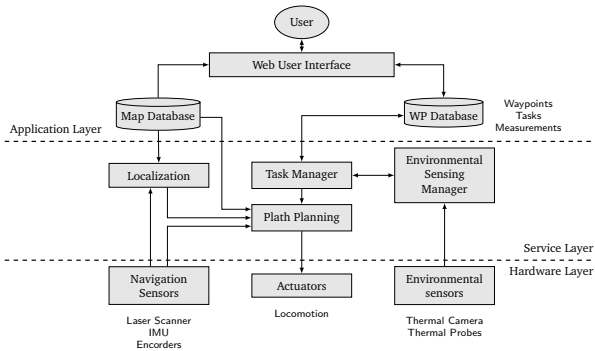 User
Web User Interface
Map Database
WP Database
Waypoints
Tasks
Measurements
Application Layer
Localization
Task Manager
Environmental
Sensing
Manager
Plath Planning
Service Layer
Hardware Layer
Navigation
Sensors
Actuators
Environmental
sensors
Laser Scanner
IMU
Encorders
Locomotion
Thermal Camera
Thermal Probes